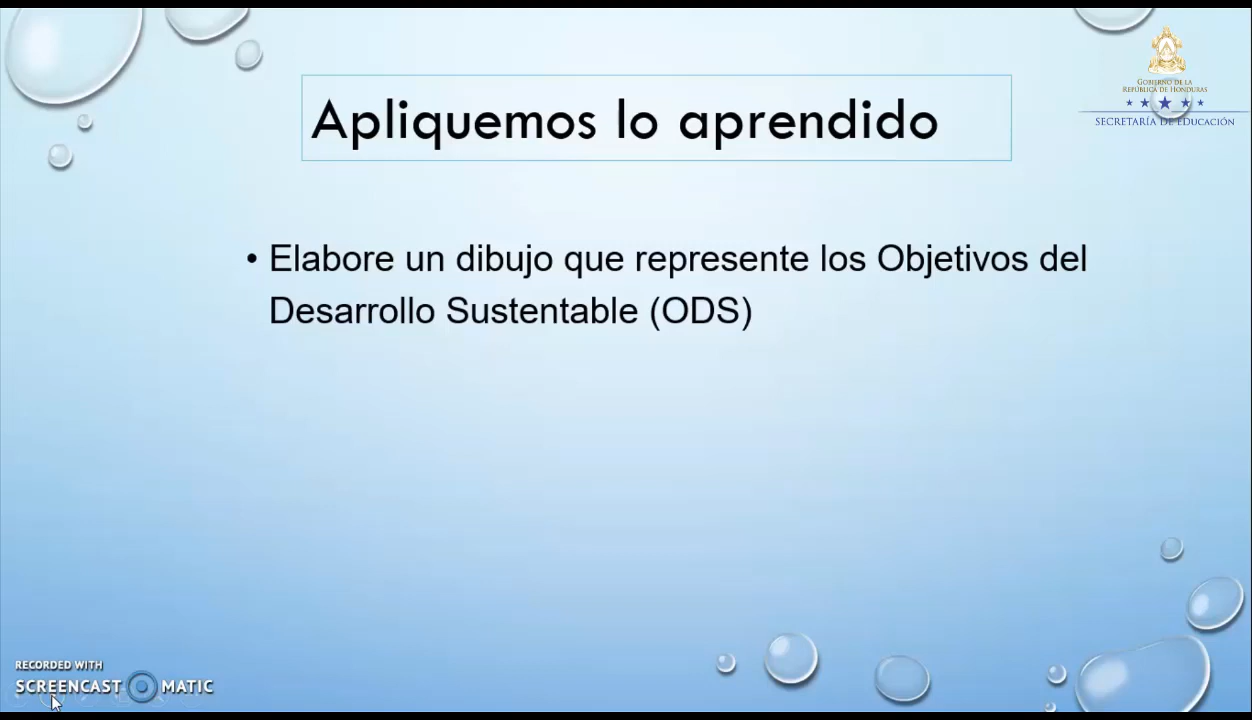 Apliquemos lo aprendido
GOBIERNO DE LA
REPÚBLICA DE HONDURAS
SECRETARÍA DE EDUCACIÓN
• Elabore un dibujo que represente los Objetivos del
Desarrollo Sustentable (ODS)
RECORDED WITH
SCREENCAST MATIC